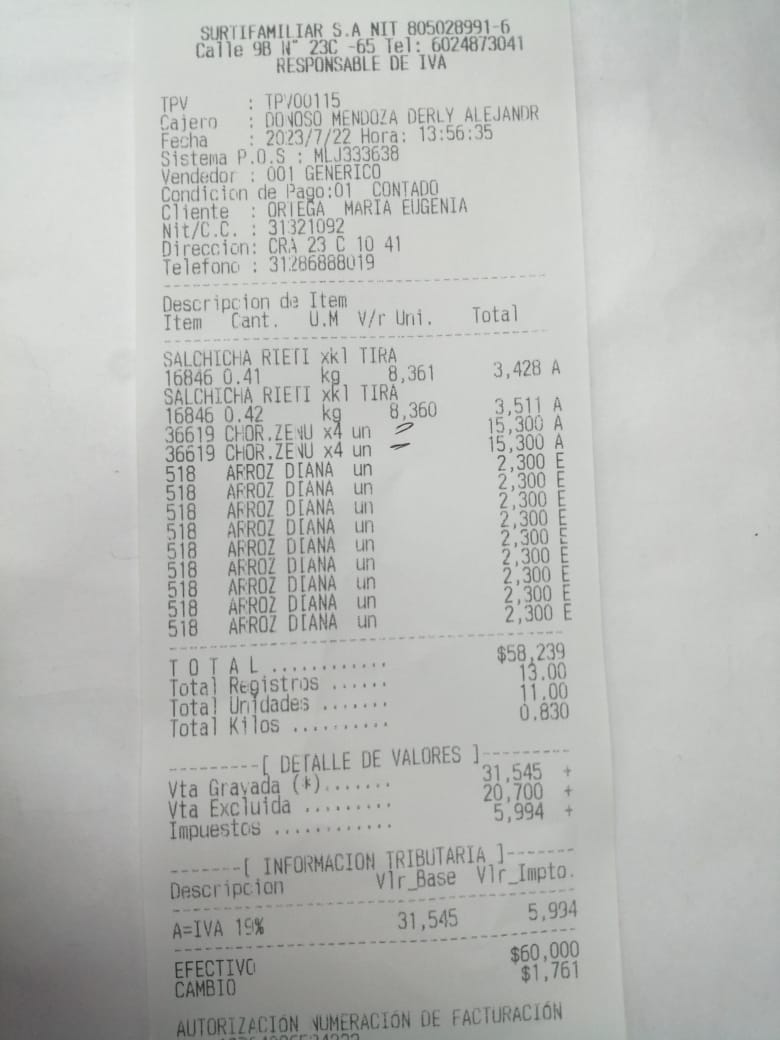 SURTIFAMILIAR S.A NIT 805028991-6
Calle 9B N° 23C -65 Tel: 6024873041
RESPONSABLE DE IVA
TPV : TPV00115
Cajero : DONOSO MENDOZA DERLY ALEJANDR
Fecha : 2023/7/22 Hora: 13:56:35
Sistema P.O.S : MLJ333638
Vendedor : 001 GENERICO
Condicion de Pago:01 CONTADO
Cliente : ORTEGA MARIA EUGENIA
Nit/C.C. : 31321092
Direccion: CRA 23 C 10 41
Telefono : 31286888019
Descripcion de Item
Item Cant. U.M V/r Uni. Total
SALCHICHA RIETI xk1 TIRA
16846 0.41 kg 8,361 3,428 A
SALCHICHA RIETI xk1 TIRA
16846 0.42 kg 8,360 3,511 A
36619 CHOR.ZENU x4 un 15,300 A
36619 CHOR.ZENU x4 un 15,300 A
518 ARROZ DIANA un 2,300 E
518 ARROZ DIANA un 2,300 E
518 ARROZ DIANA un 2,300 E
518 ARROZ DIANA un 2,300 E
518 ARROZ DIANA un 2,300 E
518 ARROZ DIANA un 2,300 E
518 ARROZ DIANA un 2,300 E
518 ARROZ DIANA un 2,300 E
518 ARROZ DIANA un 2,300 E
T O T A L ............ $58,239
Total Registros ...... 13.00
Total Unidades ....... 11.00
Total Kilos .......... 0.830
---------[ DETALLE DE VALORES ]---------
Vta Gravada (*)....... 31,545 +
Vta Excluida ......... 20,700 +
Impuestos ............ 5,994 +
-------[ INFORMACION TRIBUTARIA ]-------
Descripcion Vlr_Base Vlr_Impto.
A=IVA 19% 31,545 5,994
EFECTIVO $60,000
CAMBIO $1,761
AUTORIZACIÓN NUMERACIÓN DE FACTURACIÓN